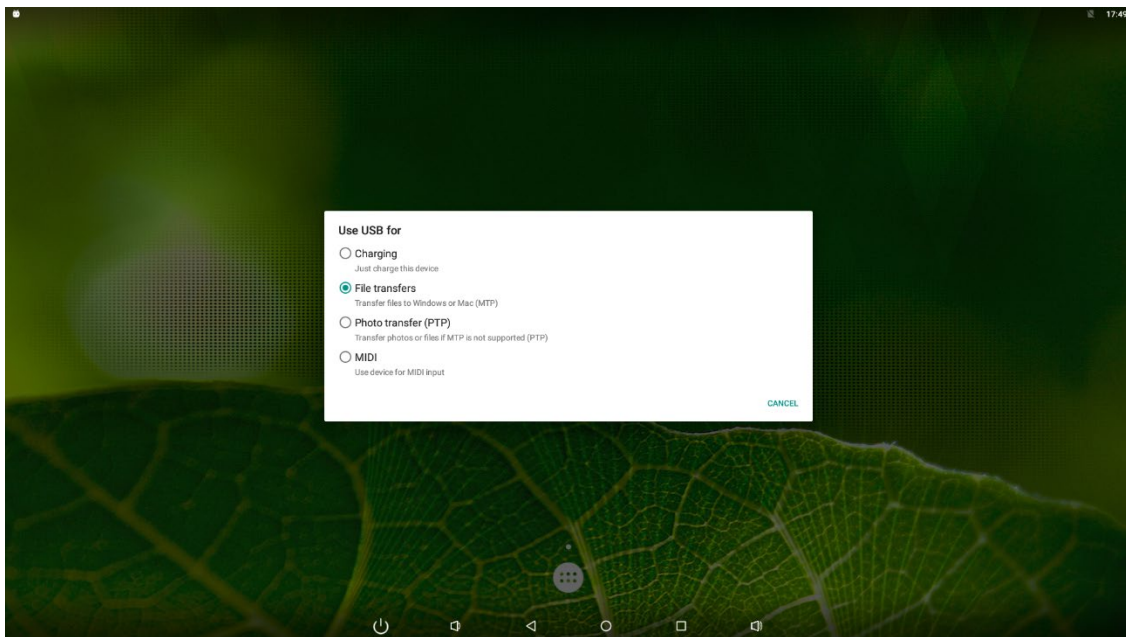 17:49
Use USB for
Charging
Just charge this device
File transfers
Transfer files to Windows or Mac (MTP)
Photo transfer (PTP)
Transfer photos or files if MTP is not supported (PTP)
MIDI
Use device for MIDI input
CANCEL